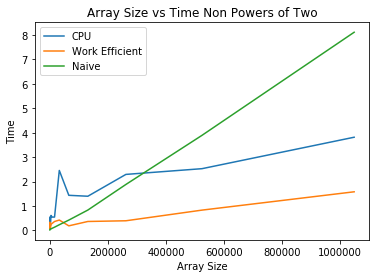 Array Size vs Time Non Powers of Two
CPU
Work Efficient
Naive
8
7
6
5
4
3
2
1
0
Time
0 200000 400000 600000 800000 1000000
Array Size